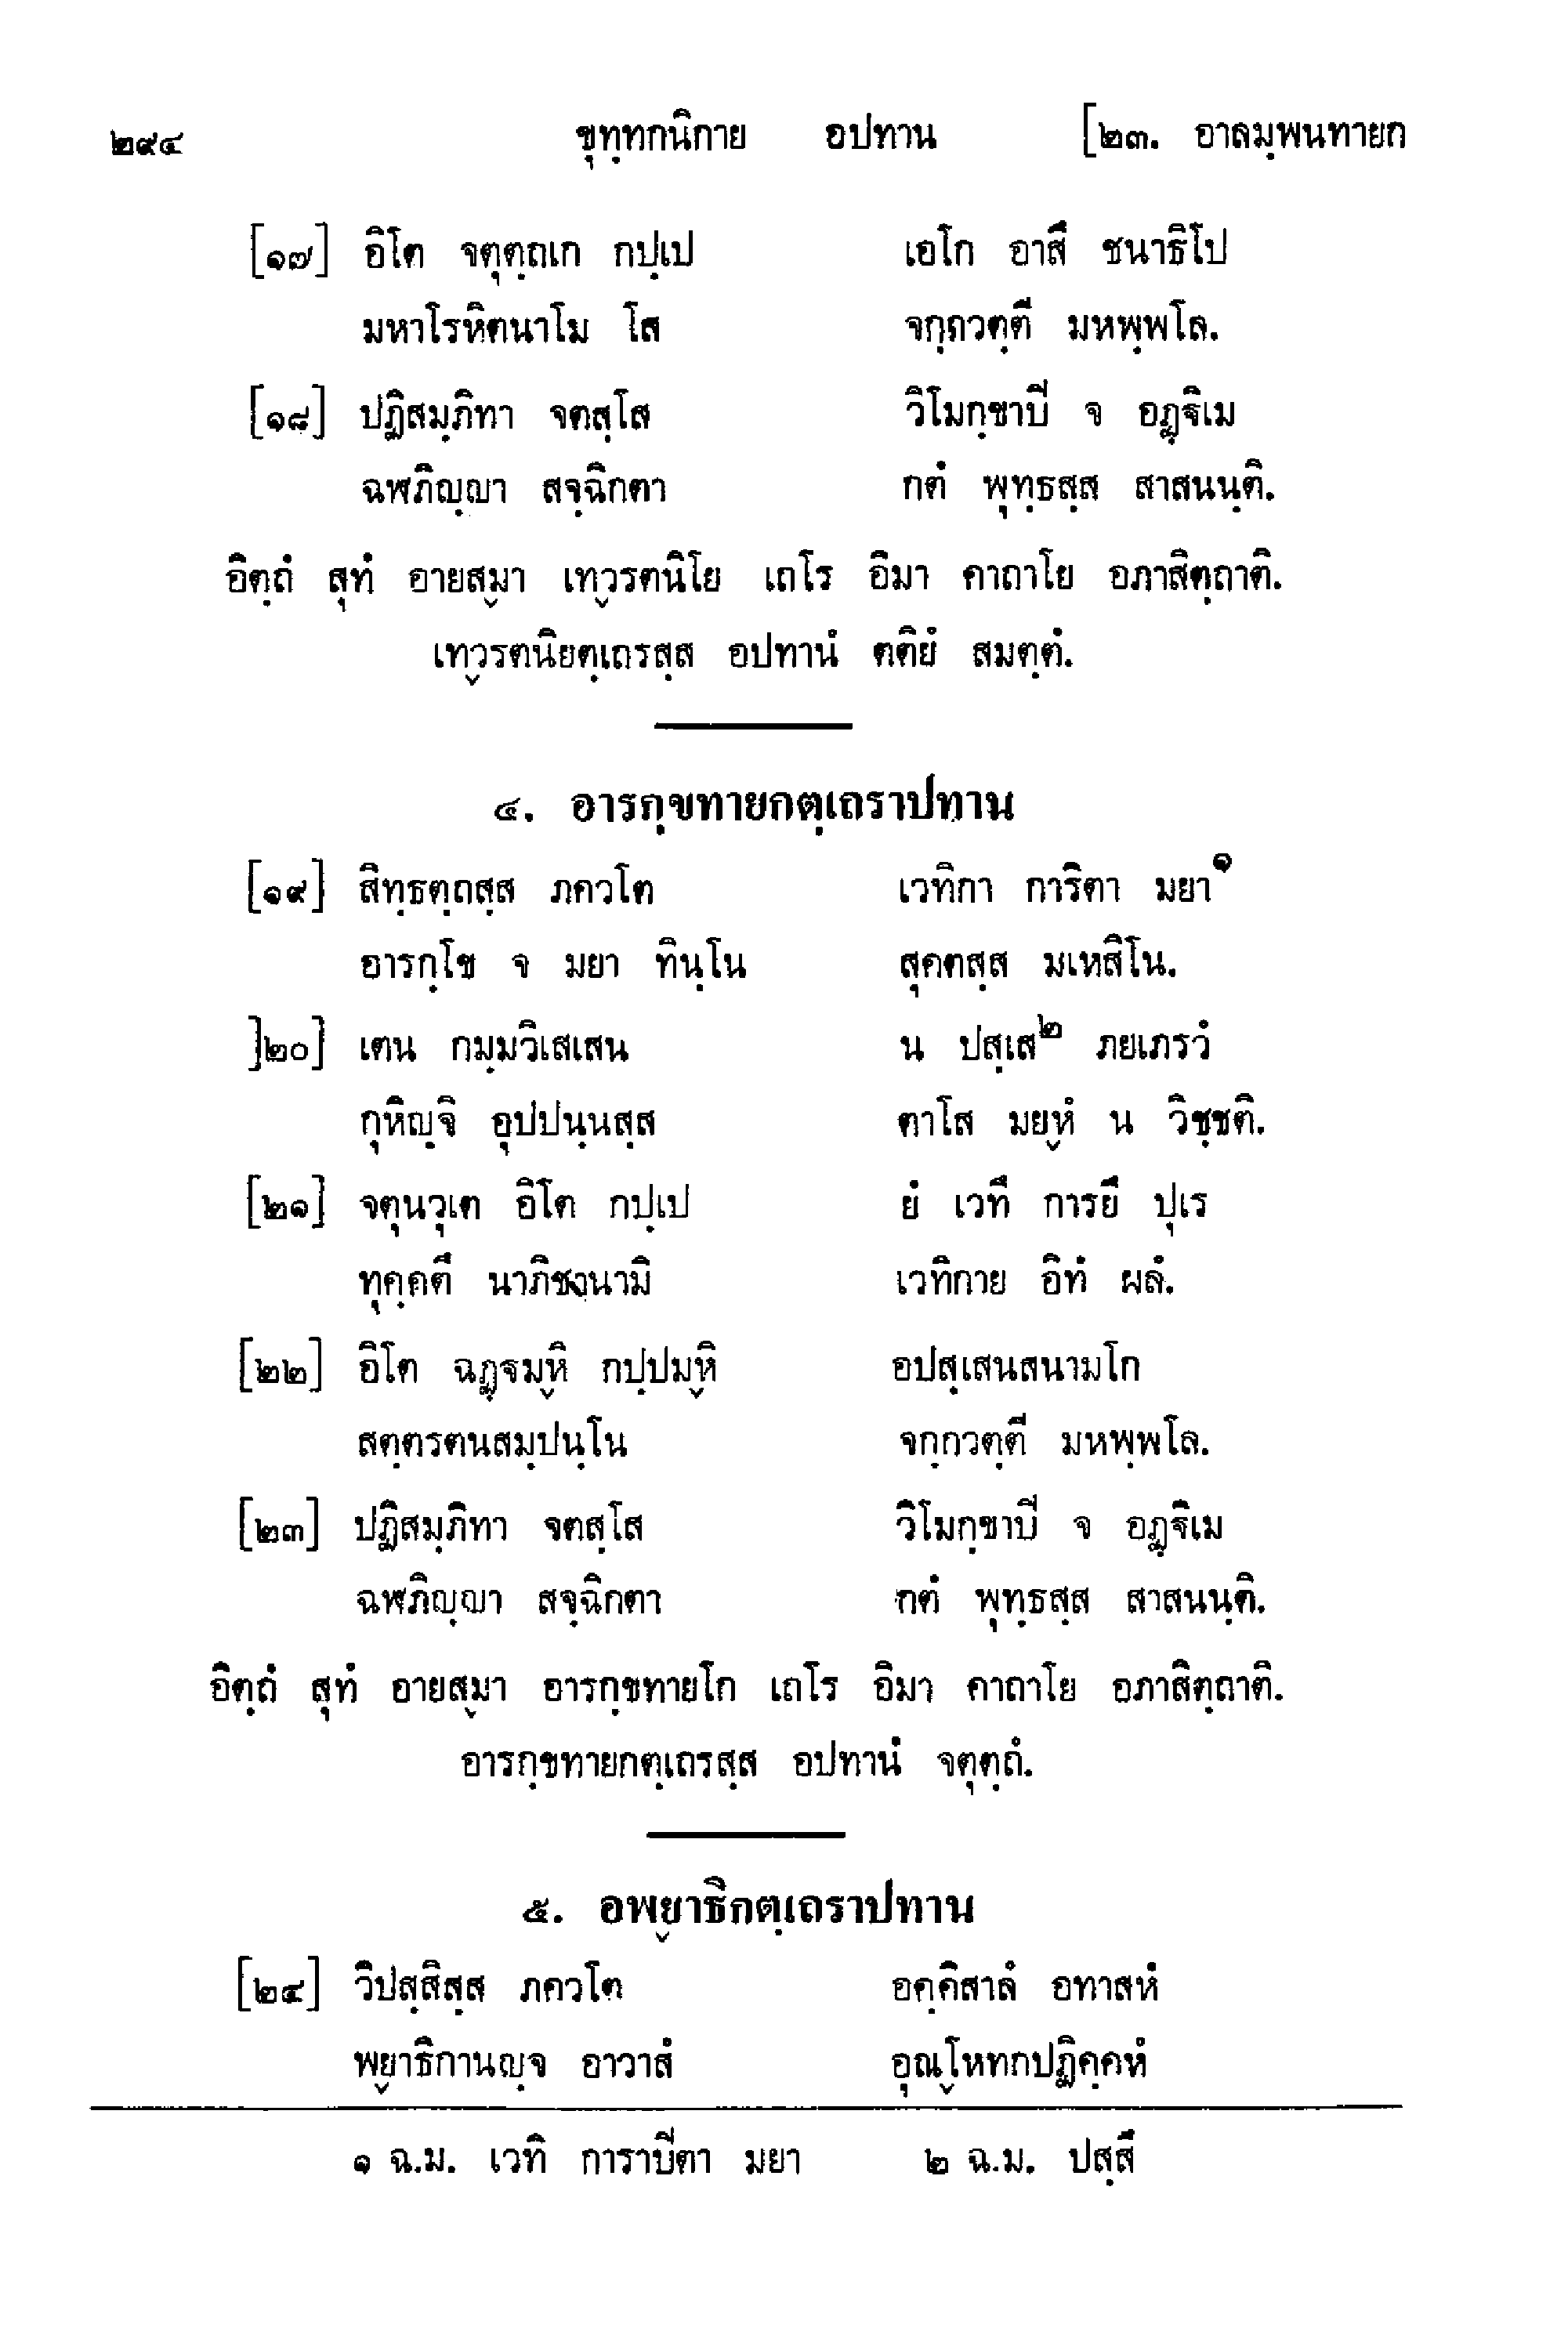 ๒๙๔ ขุทฺทกนิกาย อปทาน [๒๓. อาลมฺพนทายก
[๑๗] อิโต จตุตฺถเก กปฺเป เอโก อาสึ ชนาธิโป
มหาโรหิตนาโม โส จกฺกวตฺตี มหพฺพโล.
[๑๘] ปฏิสมฺภิทา จตสฺโส วิโมกฺขาปี จ อฏฺฐิเม
ฉฬภิญฺญา สจฺฉิกตา กตํ พุทฺธสฺส สาสนนฺติ.
อิตฺถํ สุทํ อายสฺมา เทฺวรตนิโย เถโร อิมา คาถาโย อภาสิตฺถาติ.
เทฺวรตนิยตฺเถรสฺส อปทานํ ตติยํ สมตฺตํ.
๔. อารกฺขทายกตฺเถราปทาน
[๑๙] สิทฺธตฺถสฺส ภควโต เวทิกา การิตา มยา๑
อารกฺโข จ มยา ทินฺโน สุคตสฺส มเหสิโน.
]๒๐] เตน กมฺมวิเสเสน น ปสฺเส๒ ภยเภรวํ
กุหิญฺจิ อุปปนฺนสฺส ตาโส มยฺหํ น วิชฺชติ.
[๒๑] จตุนวุเต อิโต กปฺเป ยํ เวทึ การยึ ปุเร
ทุคฺคตึ นาภิชานามิ เวทิกาย อิทํ ผลํ.
[๒๒] อิโต ฉฏฺฐมฺหิ กปฺปมฺหิ อปสฺเสนสนามโก
สตฺตรตนสมฺปนฺโน จกฺกวตฺตี มหพฺพโล.
[๒๓] ปฏิสมฺภิทา จตสฺโส วิโมกฺขาปี จ อฏฺฐิเม
ฉฬภิญฺญา สจฺฉิกตา กตํ พุทฺธสฺส สาสนนฺติ.
อิตฺถํ สุทํ อายสฺมา อารกฺขทายโก เถโร อิมา คาถาโย อภาสิตฺถาติ.
อารกฺขทายกตฺเถรสฺส อปทานํ จตุตฺถํ.
๕. อพฺยาธิกตฺเถราปทาน
[๒๔] วิปสฺสิสฺส ภควโต อคฺคิสาลํ อทาสหํ
พฺยาธิกานญฺจ อาวาสํ อุณฺโหทกปฏิคฺคหํ
๑ ฉ.ม. เวทิ การาปิตา มยา ๒ ฉ.ม. ปสฺสึ